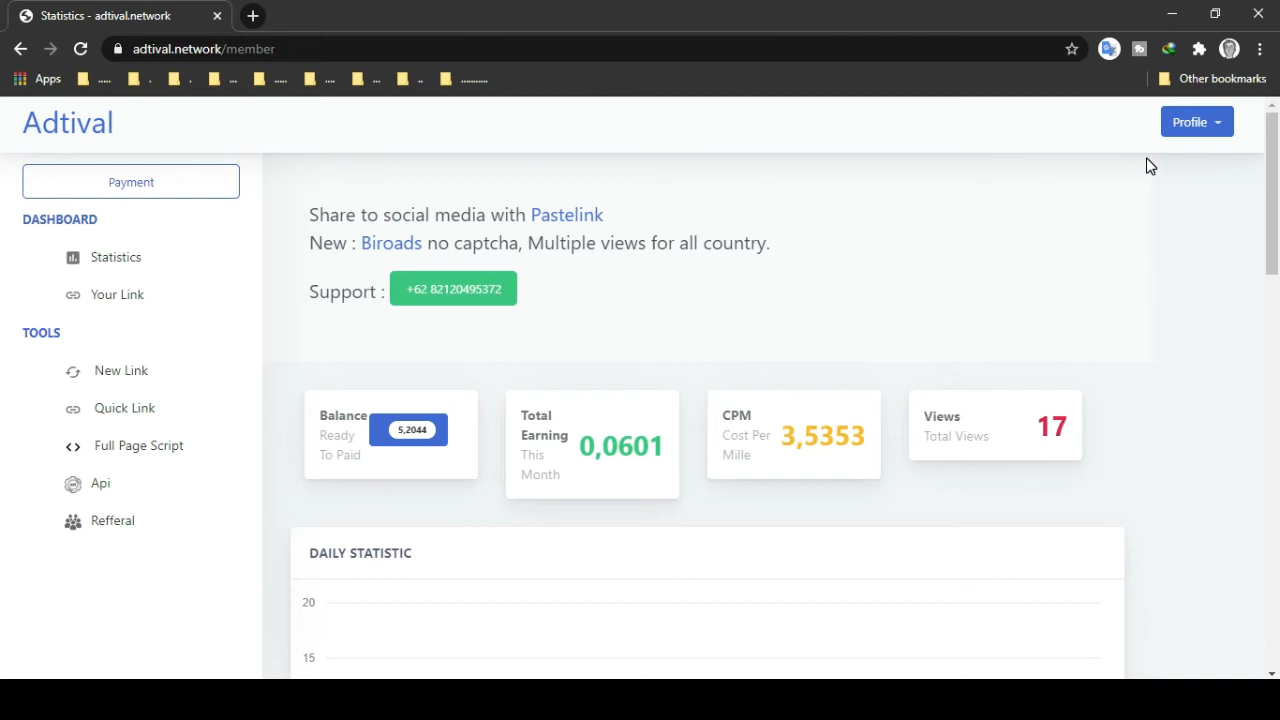 Statistics - adtival.network
adtival.network/member
Apps
.....
.
.
...
.....
....
...
..
..........
Other bookmarks
Adtival
Profile
Payment
DASHBOARD
Statistics
Your Link
TOOLS
New Link
Quick Link
Full Page Script
Api
Refferal
Share to social media with Pastelink
New : Biroads no captcha, Multiple views for all country.
Support : +62 82120495372
Balance
Ready
To Paid
5,2044
Total
Earning
This
Month
0,0601
CPM
Cost Per
Mille
3,5353
Views
Total Views
17
DAILY STATISTIC
20
15